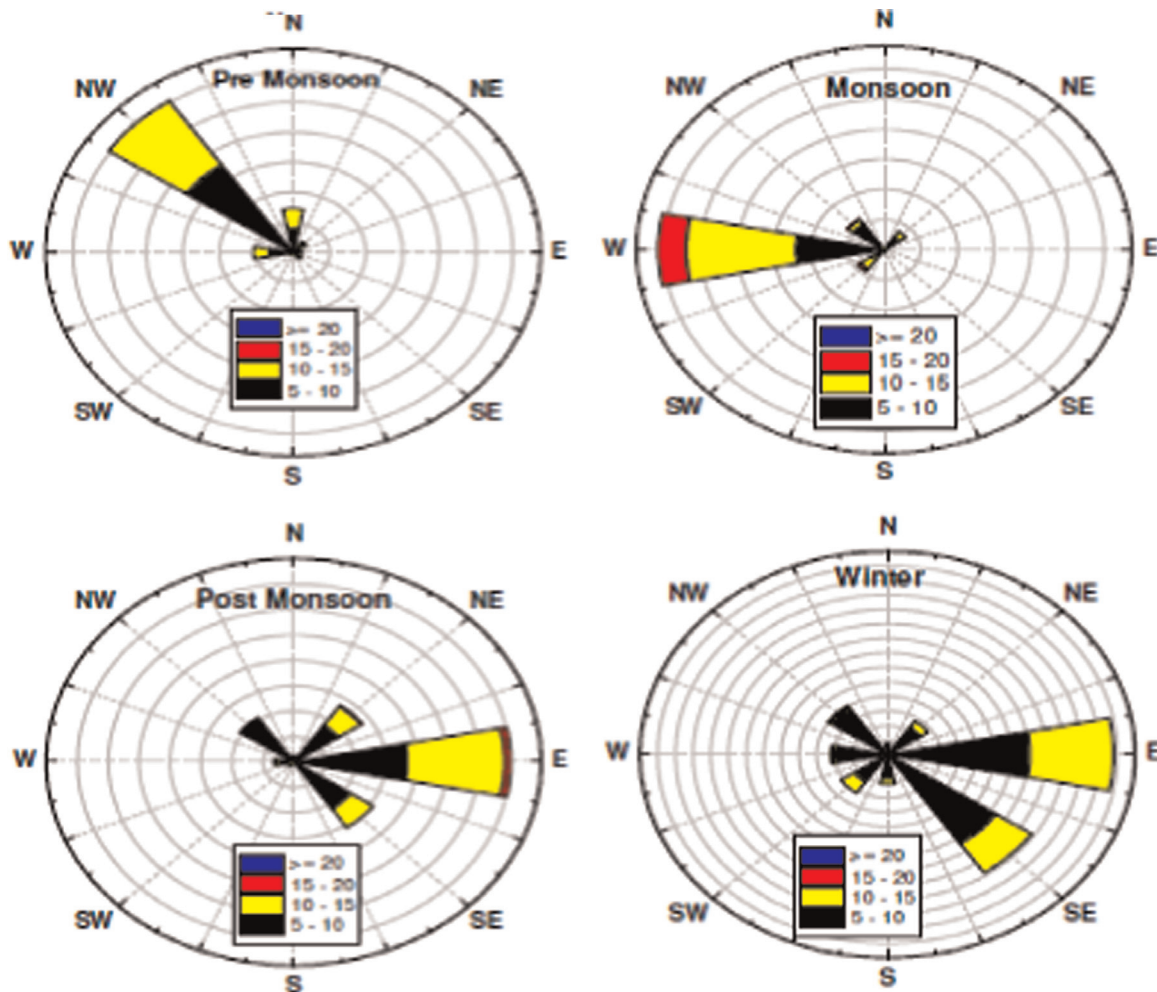 N
Pre Monsoon
NW
NE
W
E
>= 20
15 - 20
10 - 15
5 - 10
SW
SE
S
N
Monsoon
NW
NE
W
E
>= 20
15 - 20
10 - 15
5 - 10
SW
SE
S
N
Post Monsoon
NW
NE
W
E
>= 20
15 - 20
10 - 15
5 - 10
SW
SE
S
N
Winter
NW
NE
W
E
>= 20
15 - 20
10 - 15
5 - 10
SW
SE
S